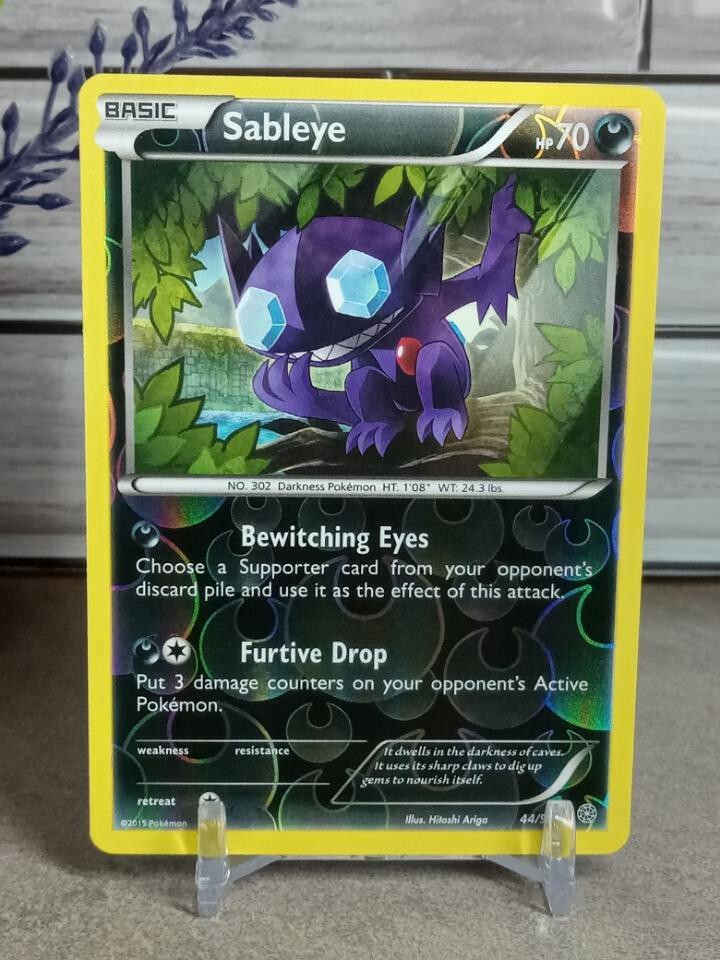 BASIC
Sableye
HP70
NO. 302 Darkness Pokémon HT: 1'08" WT: 24.3 lbs.
Bewitching Eyes
Choose a Supporter card from your opponent's
discard pile and use it as the effect of this attack.
Furtive Drop
Put 3 damage counters on your opponent's Active
Pokémon.
weakness resistance
It dwells in the darkness of caves.
It uses its sharp claws to dig up
gems to nourish itself.
retreat
©2015 Pokémon
Illus. Hitoshi Ariga
44/9